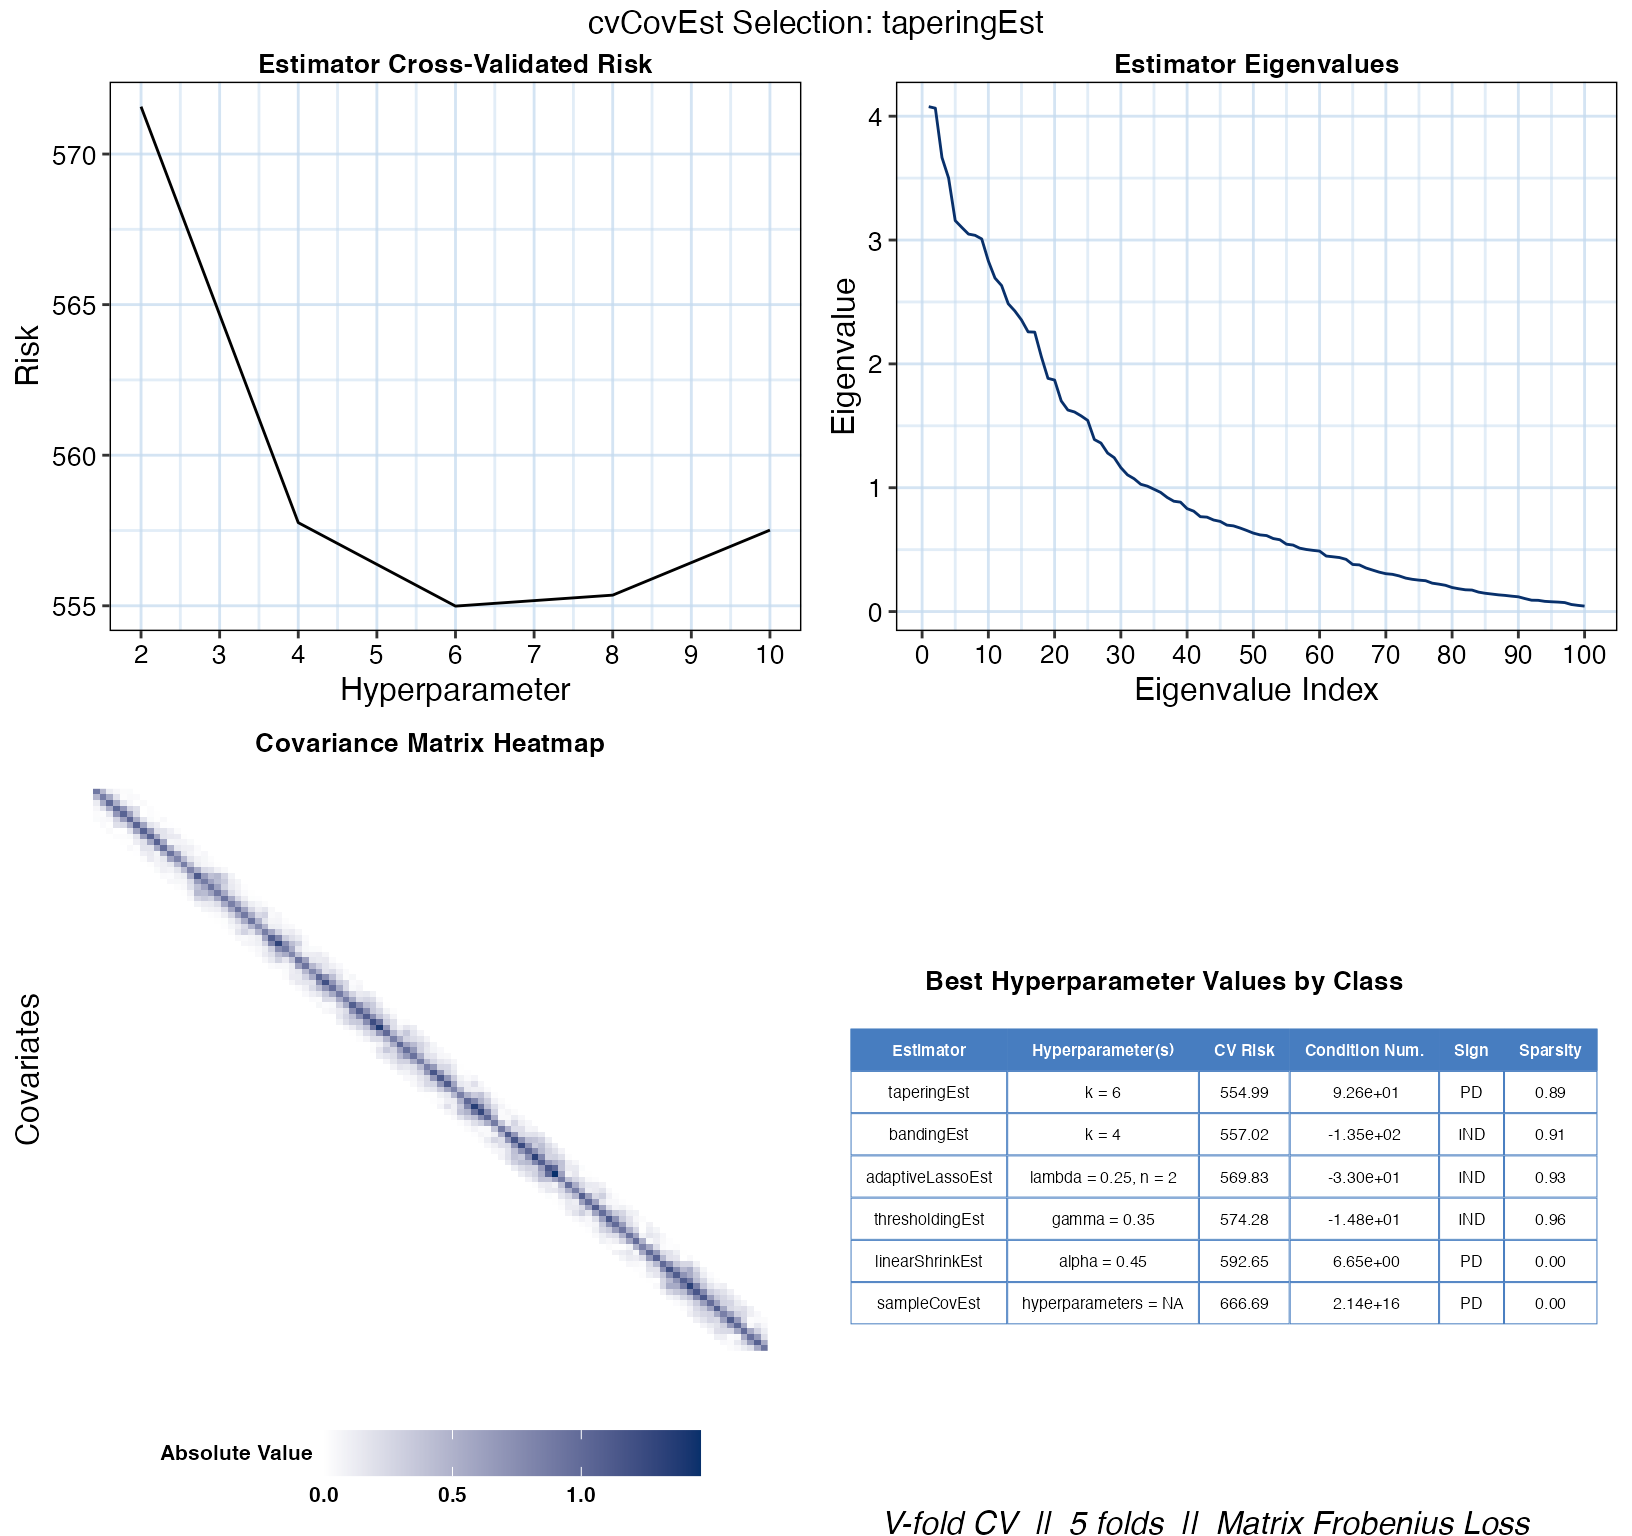 cvCovEst Selection: taperingEst
Estimator Cross-Validated Risk
570
565
560
555
Risk
2 3 4 5 6 7 8 9 10
Hyperparameter
Estimator Eigenvalues
4
3
2
1
0
Eigenvalue
0 10 20 30 40 50 60 70 80 90 100
Eigenvalue Index
Covariance Matrix Heatmap
Covariates
Absolute Value
0.0 0.5 1.0
Best Hyperparameter Values by Class
Estimator Hyperparameter(s) CV Risk Condition Num. Sign Sparsity
taperingEst k = 6 554.99 9.26e+01 PD 0.89
bandingEst k = 4 557.02 -1.35e+02 IND 0.91
adaptiveLassoEst lambda = 0.25, n = 2 569.83 -3.30e+01 IND 0.93
thresholdingEst gamma = 0.35 574.28 -1.48e+01 IND 0.96
linearShrinkEst alpha = 0.45 592.65 6.65e+00 PD 0.00
sampleCovEst hyperparameters = NA 666.69 2.14e+16 PD 0.00
V-fold CV || 5 folds || Matrix Frobenius Loss